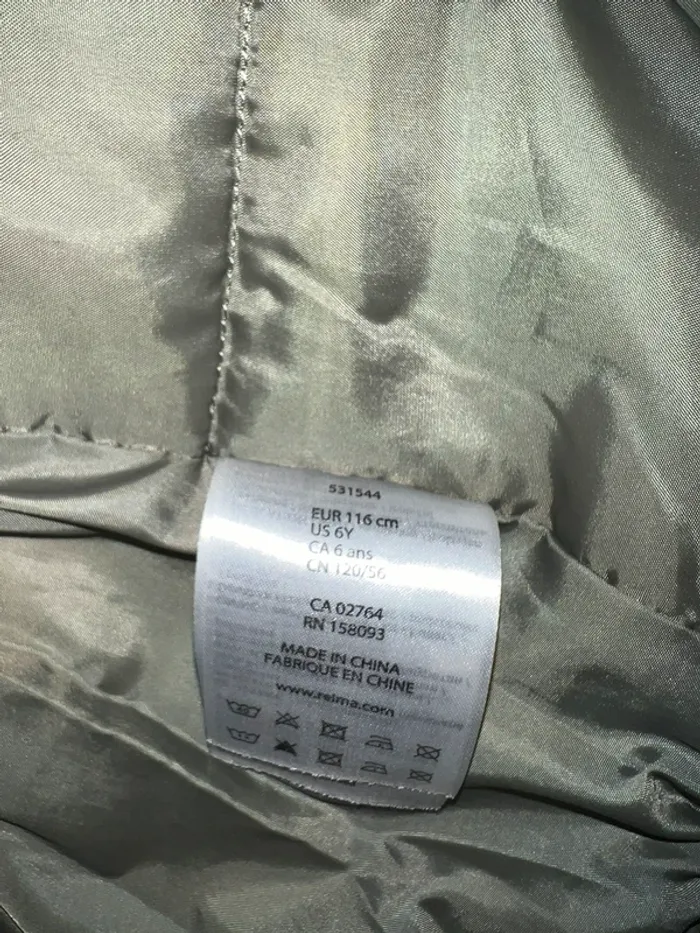 531544
EUR 116 cm
US 6Y
CA 6 ans
CN 120/56
CA 02764
RN 158093
MADE IN CHINA
FABRIQUE EN CHINE
www.reima.com